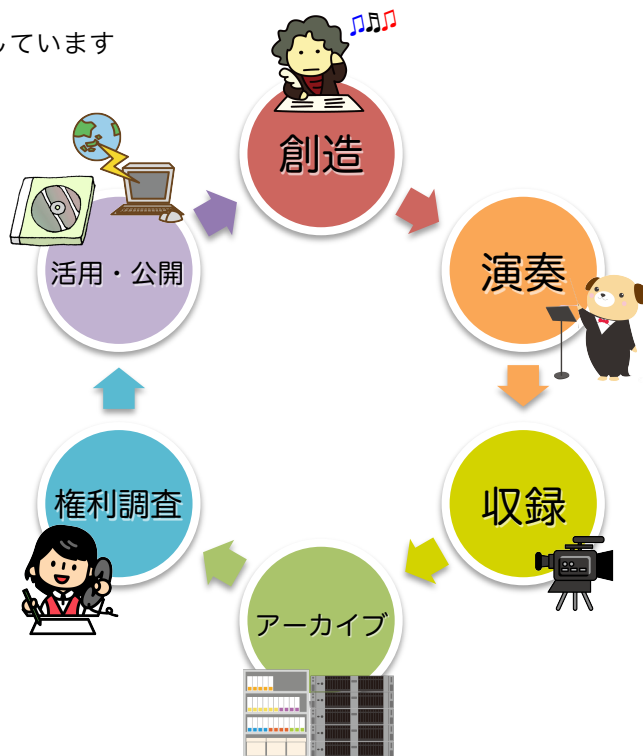 しています
創造
演奏
収録
アーカイブ
権利調査
活用・公開